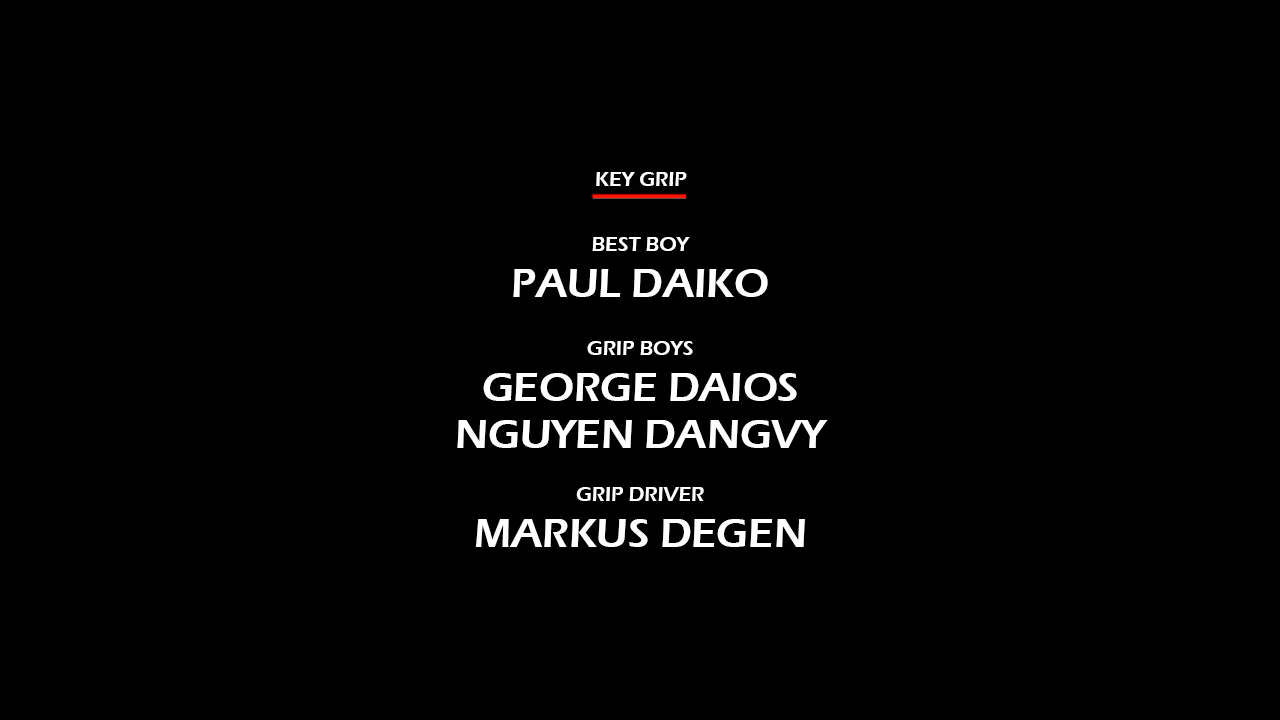 KEY GRIP
BEST BOY
PAUL DAIKO
GRIP BOYS
GEORGE DAIOS
NGUYEN DANGVY
GRIP DRIVER
MARKUS DEGEN